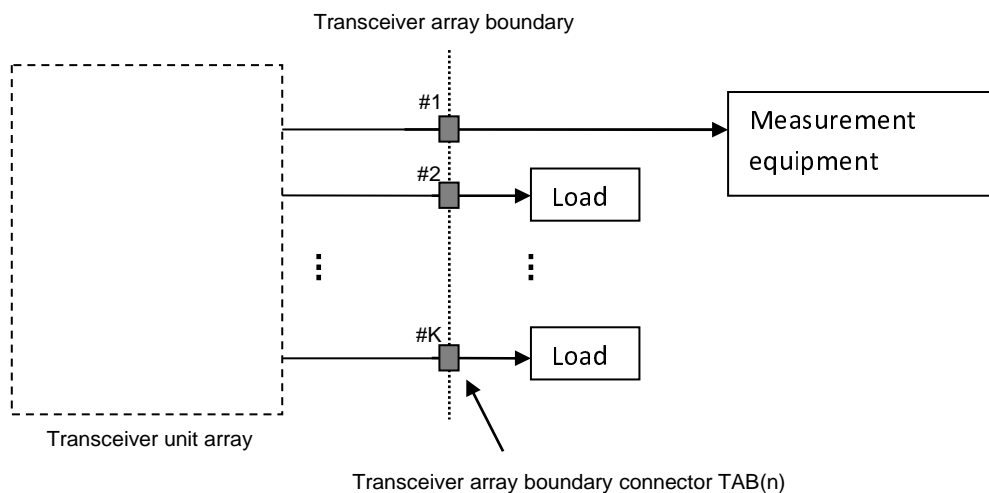 Transceiver array boundary
#1
Measurement
equipment
#2
Load
#K
Load
Transceiver unit array
Transceiver array boundary connector TAB(n)